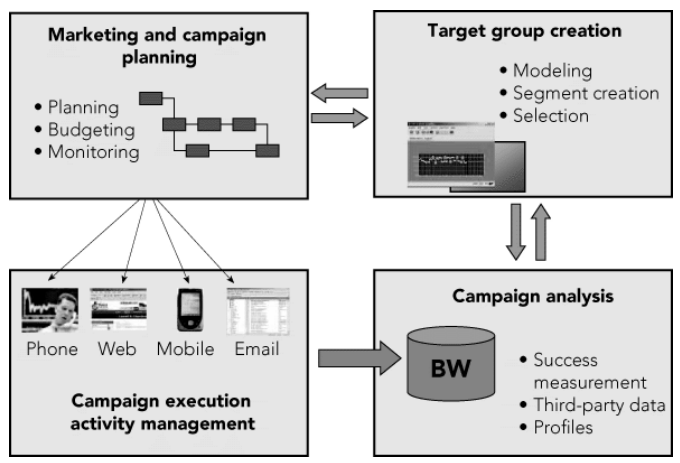 Marketing and campaign
planning
• Planning
• Budgeting
• Monitoring
Target group creation
• Modeling
• Segment creation
• Selection
Phone Web Mobile Email
Campaign execution
activity management
Campaign analysis
BW
• Success
measurement
• Third-party data
• Profiles